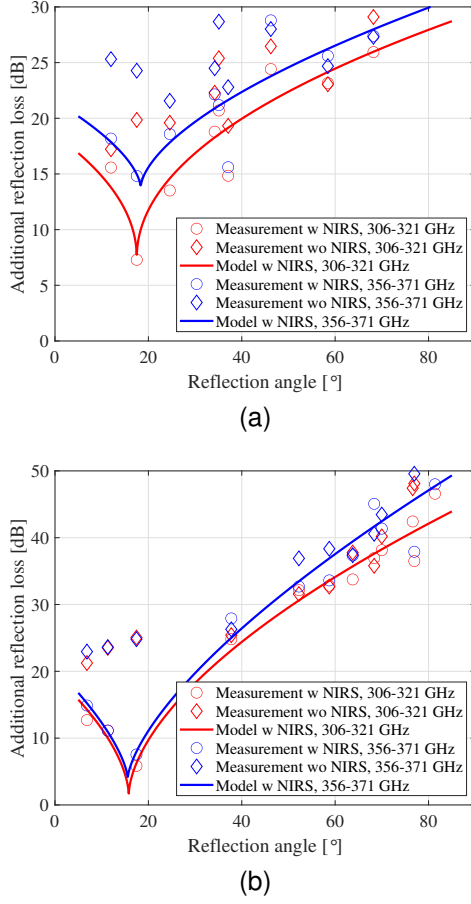 30
25
20
15
10
5
0
Additional reflection loss [dB]
Measurement w NIRS, 306-321 GHz
Measurement wo NIRS, 306-321 GHz
Model w NIRS, 306-321 GHz
Measurement w NIRS, 356-371 GHz
Measurement wo NIRS, 356-371 GHz
Model w NIRS, 356-371 GHz
0 20 40 60 80
Reflection angle [°]
(a)
50
40
30
20
10
0
Additional reflection loss [dB]
Measurement w NIRS, 306-321 GHz
Measurement wo NIRS, 306-321 GHz
Model w NIRS, 306-321 GHz
Measurement w NIRS, 356-371 GHz
Measurement wo NIRS, 356-371 GHz
Model w NIRS, 356-371 GHz
0 20 40 60 80
Reflection angle [°]
(b)